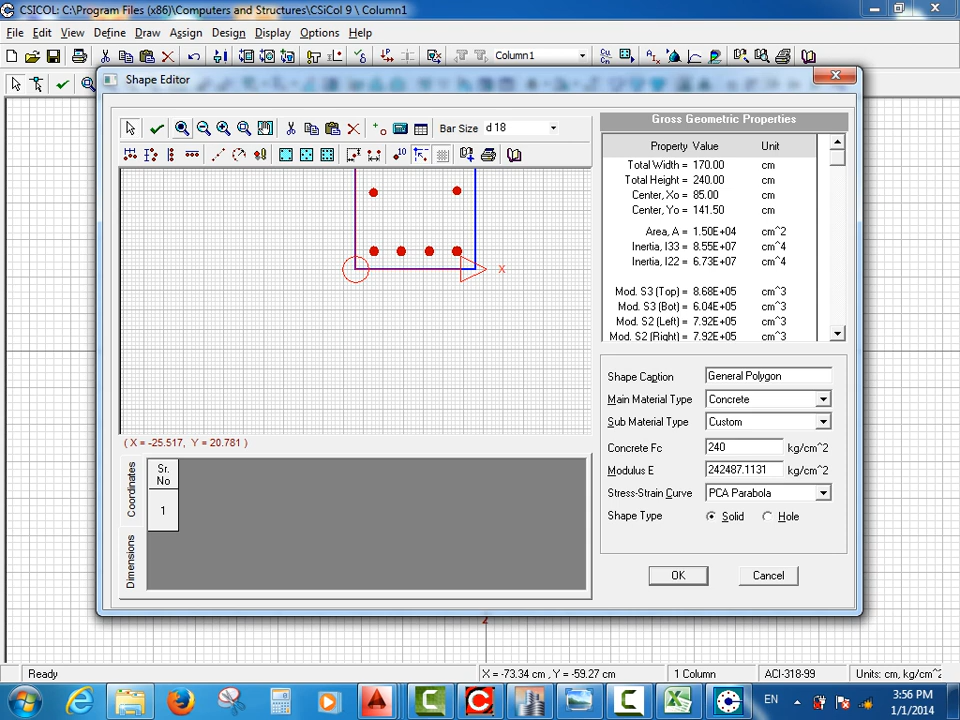 CSICOL: C:\Program Files (x86)\Computers and Structures\CSiCol 9 \ Column1
File Edit View Define Draw Assign Design Display Options Help
Column1
Shape Editor
Bar Size d 18
10
X
( X = -25.517, Y = 20.781 )
Coordinates
Dimensions
Sr. No
1
Gross Geometric Properties
Property Value Unit
Total Width = 170.00 cm
Total Height = 240.00 cm
Center, Xo = 85.00 cm
Center, Yo = 141.50 cm
Area, A = 1.50E+04 cm^2
Inertia, I33 = 8.55E+07 cm^4
Inertia, I22 = 6.73E+07 cm^4
Mod. S3 (Top) = 8.68E+05 cm^3
Mod. S3 (Bot) = 6.04E+05 cm^3
Mod. S2 (Left) = 7.92E+05 cm^3
Mod. S2 (Right) = 7.92E+05 cm^3
Shape Caption General Polygon
Main Material Type Concrete
Sub Material Type Custom
Concrete Fc 240 kg/cm^2
Modulus E 242487.1131 kg/cm^2
Stress-Strain Curve PCA Parabola
Shape Type Solid Hole
OK Cancel
Ready X = -73.34 cm , Y = -59.27 cm 1 Column ACI-318-99 Units: cm, kg/cm^2
EN 3:56 PM
1/1/2014